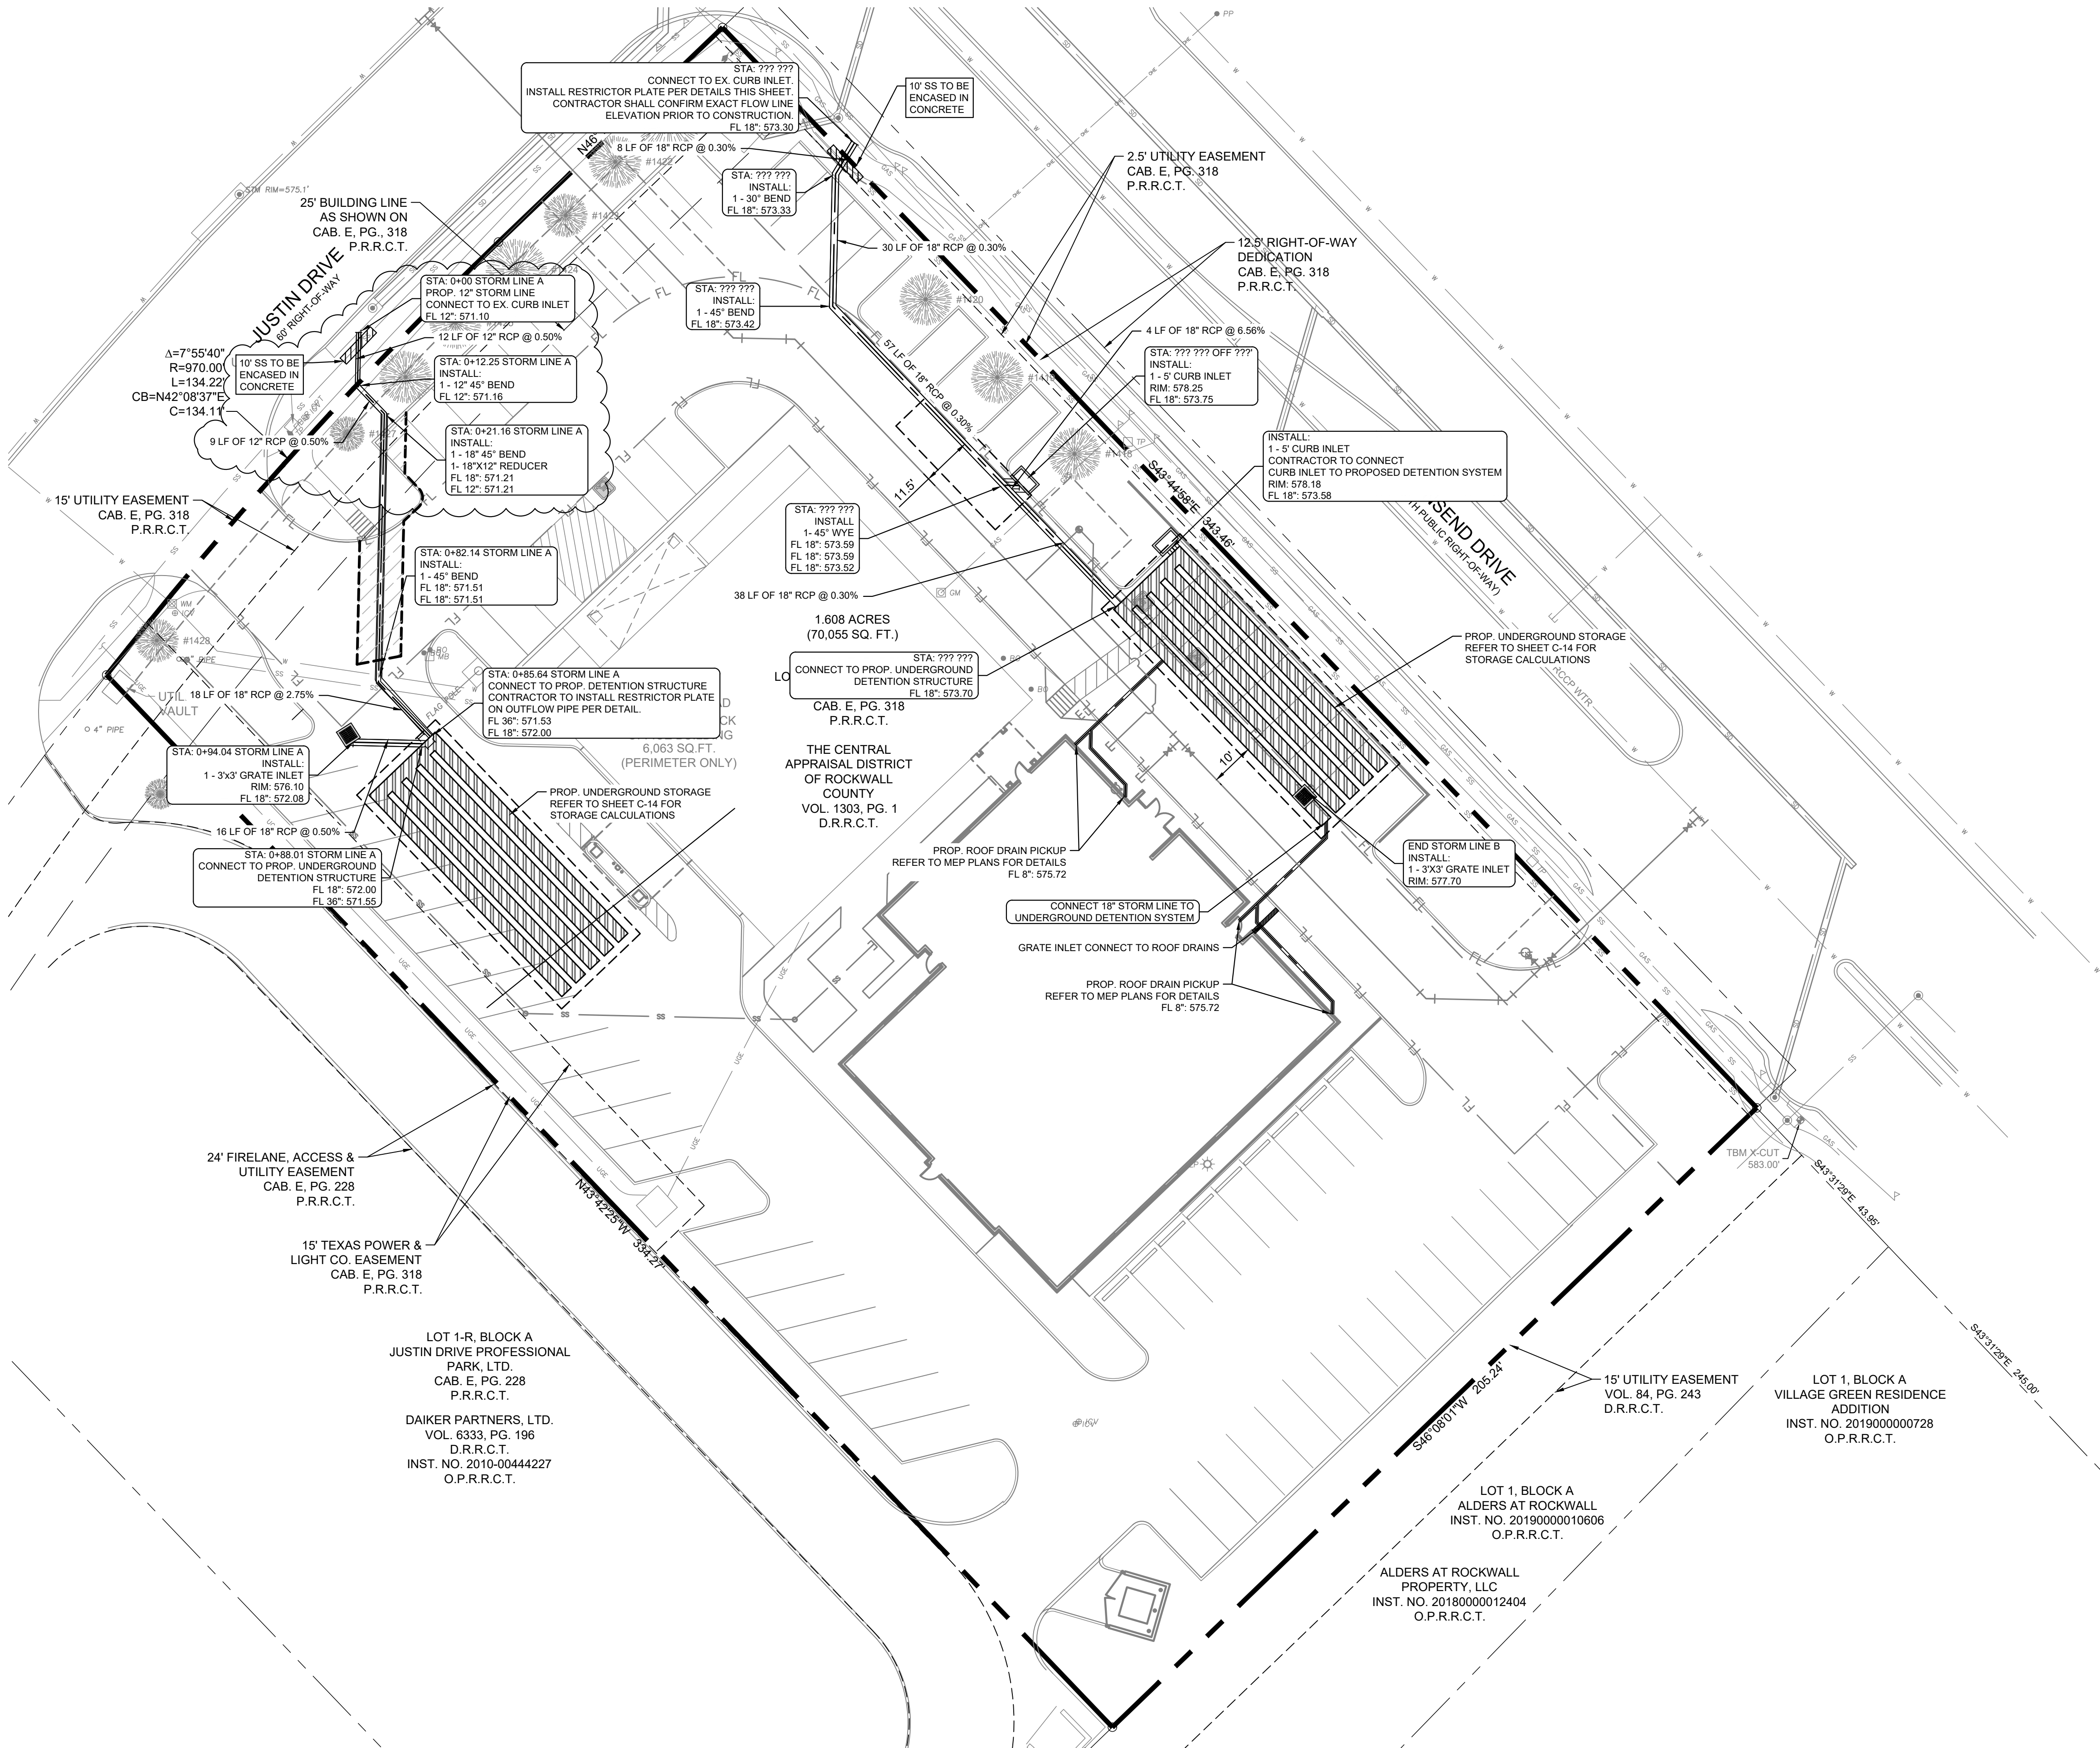 PP
STA: ??? ???
CONNECT TO EX. CURB INLET.
INSTALL RESTRICTOR PLATE PER DETAILS THIS SHEET.
CONTRACTOR SHALL CONFIRM EXACT FLOW LINE
ELEVATION PRIOR TO CONSTRUCTION.
FL 18": 573.30
10' SS TO BE
ENCASED IN
CONCRETE
N46°
8 LF OF 18" RCP @ 0.30%
#1422
STA: ??? ???
INSTALL:
1 - 30° BEND
FL 18": 573.33
2.5' UTILITY EASEMENT
CAB. E, PG. 318
P.R.R.C.T.
STM RIM=575.1'
25' BUILDING LINE
AS SHOWN ON
CAB. E, PG., 318
P.R.R.C.T.
30 LF OF 18" RCP @ 0.30%
12.5' RIGHT-OF-WAY
DEDICATION
CAB. E, PG. 318
P.R.R.C.T.
JUSTIN DRIVE
60' RIGHT-OF-WAY
#1424
STA: 0+00 STORM LINE A
PROP. 12" STORM LINE
CONNECT TO EX. CURB INLET
FL 12": 571.10
STA: ??? ???
INSTALL:
1 - 45° BEND
FL 18": 573.42
#1420
12 LF OF 12" RCP @ 0.50%
57 LF OF 18" RCP @ 0.30%
4 LF OF 18" RCP @ 6.56%
Δ=7°55'40"
R=970.00'
L=134.22'
CB=N42°08'37"E
C=134.11'
10' SS TO BE
ENCASED IN
CONCRETE
STA: 0+12.25 STORM LINE A
INSTALL:
1 - 12" 45° BEND
FL 12": 571.16
STA: ??? ??? OFF ???'
INSTALL:
1 - 5' CURB INLET
RIM: 578.25
FL 18": 573.75
9 LF OF 12" RCP @ 0.50%
STA: 0+21.16 STORM LINE A
INSTALL:
1 - 18" 45° BEND
1- 18"X12" REDUCER
FL 18": 571.21
FL 12": 571.21
TP
INSTALL:
1 - 5' CURB INLET
CONTRACTOR TO CONNECT
CURB INLET TO PROPOSED DETENTION SYSTEM
RIM: 578.18
FL 18": 573.58
11.5'
S43°44'58"E 343.46'
15' UTILITY EASEMENT
CAB. E, PG. 318
P.R.R.C.T.
STA: ??? ???
INSTALL
1- 45° WYE
FL 18": 573.59
FL 18": 573.59
FL 18": 573.52
STA: 0+82.14 STORM LINE A
INSTALL:
1 - 45° BEND
FL 18": 571.51
FL 18": 571.51
38 LF OF 18" RCP @ 0.30%
GM
WM
ICV
#1428
1.608 ACRES
(70,055 SQ. FT.)
PROP. UNDERGROUND STORAGE
REFER TO SHEET C-14 FOR
STORAGE CALCULATIONS
RCCP WTR
STA: ??? ???
CONNECT TO PROP. UNDERGROUND
DETENTION STRUCTURE
FL 18": 573.70
CAB. E, PG. 318
P.R.R.C.T.
STA: 0+85.64 STORM LINE A
CONNECT TO PROP. DETENTION STRUCTURE
CONTRACTOR TO INSTALL RESTRICTOR PLATE
ON OUTFLOW PIPE PER DETAIL.
FL 36": 571.53
FL 18": 572.00
FLAG POLE
UTIL
VAULT
18 LF OF 18" RCP @ 2.75%
4" PIPE
6,063 SQ.FT.
(PERIMETER ONLY)
STA: 0+94.04 STORM LINE A
INSTALL:
1 - 3'x3' GRATE INLET
RIM: 576.10
FL 18": 572.08
THE CENTRAL
APPRAISAL DISTRICT
OF ROCKWALL
COUNTY
VOL. 1303, PG. 1
D.R.R.C.T.
10'
PROP. UNDERGROUND STORAGE
REFER TO SHEET C-14 FOR
STORAGE CALCULATIONS
16 LF OF 18" RCP @ 0.50%
STA: 0+88.01 STORM LINE A
CONNECT TO PROP. UNDERGROUND
DETENTION STRUCTURE
FL 18": 572.00
FL 36": 571.55
PROP. ROOF DRAIN PICKUP
REFER TO MEP PLANS FOR DETAILS
FL 8": 575.72
END STORM LINE B
INSTALL:
1 - 3'X3' GRATE INLET
RIM: 577.70
CONNECT 18" STORM LINE TO
UNDERGROUND DETENTION SYSTEM
GRATE INLET CONNECT TO ROOF DRAINS
PROP. ROOF DRAIN PICKUP
REFER TO MEP PLANS FOR DETAILS
FL 8": 575.72
24' FIRELANE, ACCESS &
UTILITY EASEMENT
CAB. E, PG. 228
P.R.R.C.T.
TBM X-CUT
583.00'
S43°31'29"E 43.95'
N43°42'25"W 334.27'
15' TEXAS POWER &
LIGHT CO. EASEMENT
CAB. E, PG. 318
P.R.R.C.T.
S43°31'29"E 245.00'
LOT 1-R, BLOCK A
JUSTIN DRIVE PROFESSIONAL
PARK, LTD.
CAB. E, PG. 228
P.R.R.C.T.
DAIKER PARTNERS, LTD.
VOL. 6333, PG. 196
D.R.R.C.T.
INST. NO. 2010-00444227
O.P.R.R.C.T.
S46°08'01"W 205.24'
15' UTILITY EASEMENT
VOL. 84, PG. 243
D.R.R.C.T.
LOT 1, BLOCK A
VILLAGE GREEN RESIDENCE
ADDITION
INST. NO. 2019000000728
O.P.R.R.C.T.
LOT 1, BLOCK A
ALDERS AT ROCKWALL
INST. NO. 20190000010606
O.P.R.R.C.T.
ALDERS AT ROCKWALL
PROPERTY, LLC
INST. NO. 20180000012404
O.P.R.R.C.T.